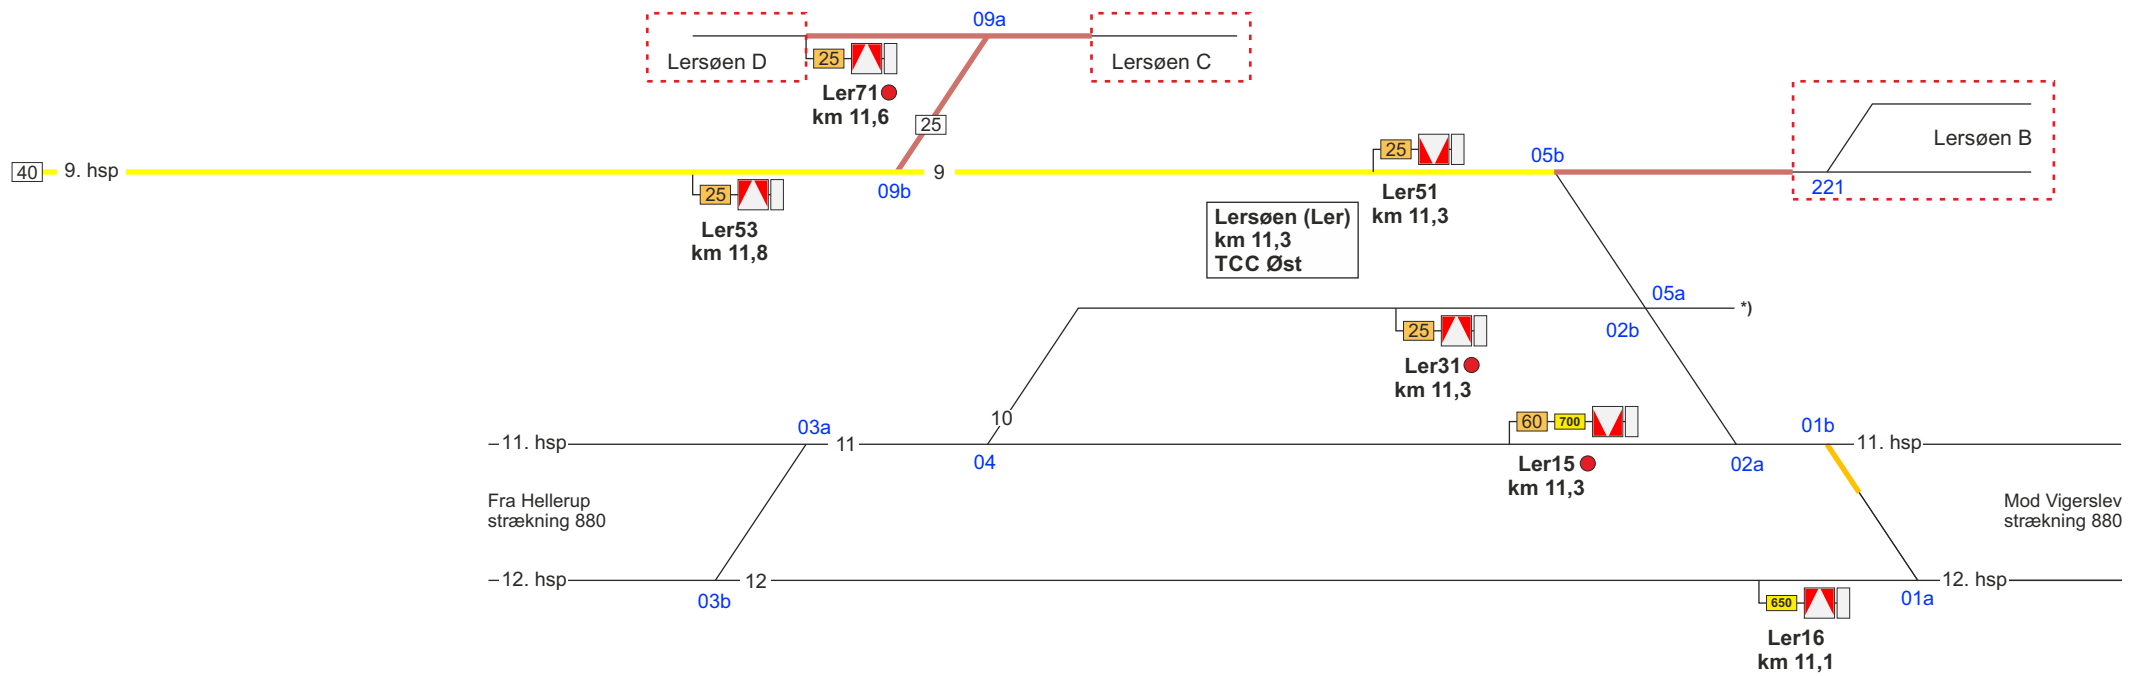 09a
Lersøen D
25
Lersøen C
Ler71
km 11,6
25
Lersøen B
40
9. hsp
9
25
05b
09b
221
25
Ler53
km 11,8
Ler51
km 11,3
Lersøen (Ler)
km 11,3
TCC Øst
05a
*)
02b
25
Ler31
km 11,3
10
60
700
03a
01b
11. hsp
11
11. hsp
04
02a
Ler15
km 11,3
Fra Hellerup
strækning 880
Mod Vigerslev
strækning 880
12. hsp
12
12. hsp
03b
01a
650
Ler16
km 11,1